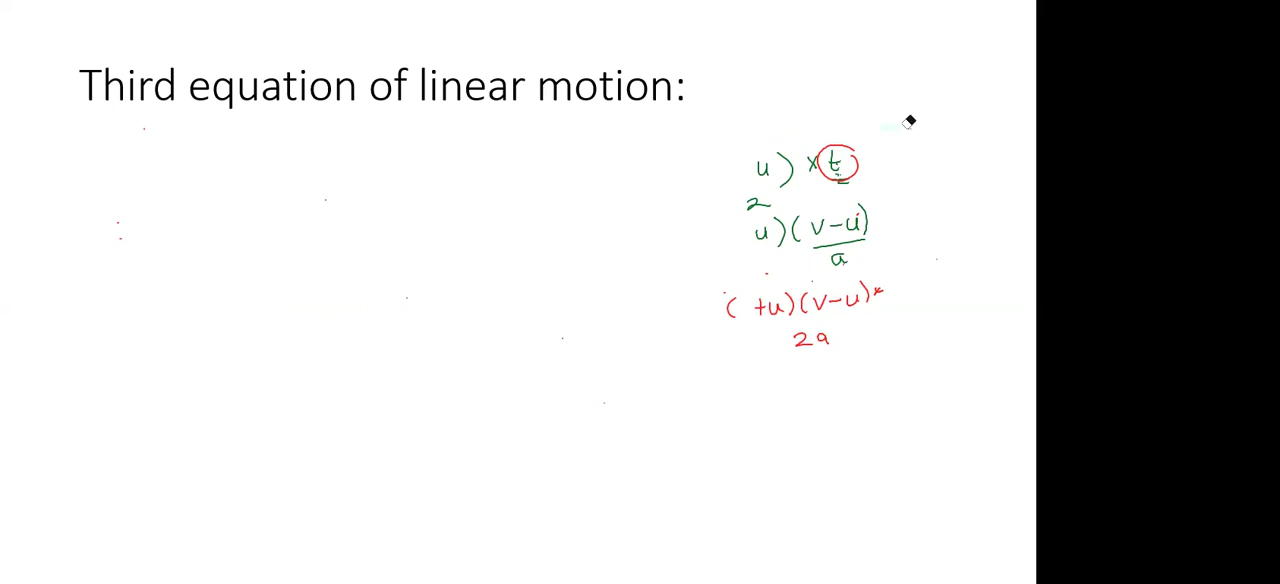 Third equation of linear motion:
u) × t
2
u) (v-u)
a
( +u)(v-u)
2a